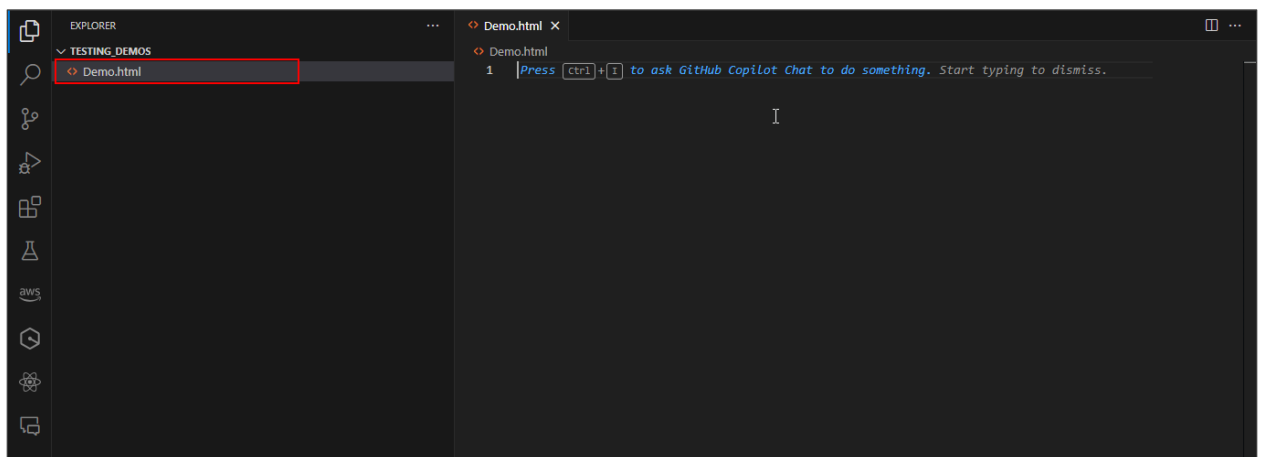 EXPLORER ...
TESTING_DEMOS
Demo.html
aws
Demo.html
Demo.html
1 Press Ctrl+I to ask GitHub Copilot Chat to do something. Start typing to dismiss.